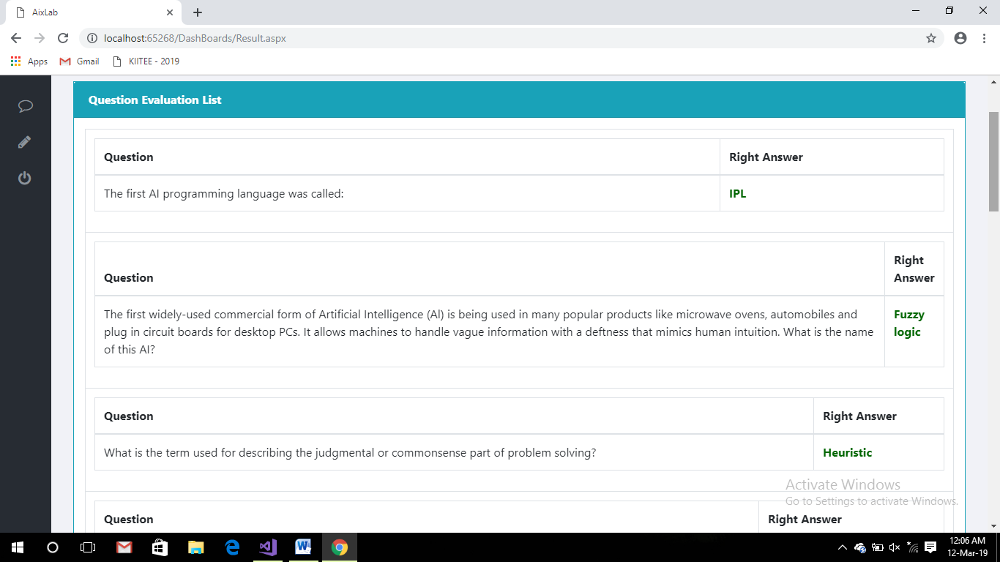 AixLab
localhost:65268/DashBoards/Result.aspx
Apps
Gmail
KIITEE - 2019
Question Evaluation List
Question
Right Answer
The first AI programming language was called:
IPL
Question
Right
Answer
The first widely-used commercial form of Artificial Intelligence (Al) is being used in many popular products like microwave ovens, automobiles and
plug in circuit boards for desktop PCs. It allows machines to handle vague information with a deftness that mimics human intuition. What is the name
of this AI?
Fuzzy
logic
Question
Right Answer
What is the term used for describing the judgmental or commonsense part of problem solving?
Heuristic
Activate Windows
Go to Settings to activate Windows.
Question
Right Answer
12:06 AM
12-Mar-19